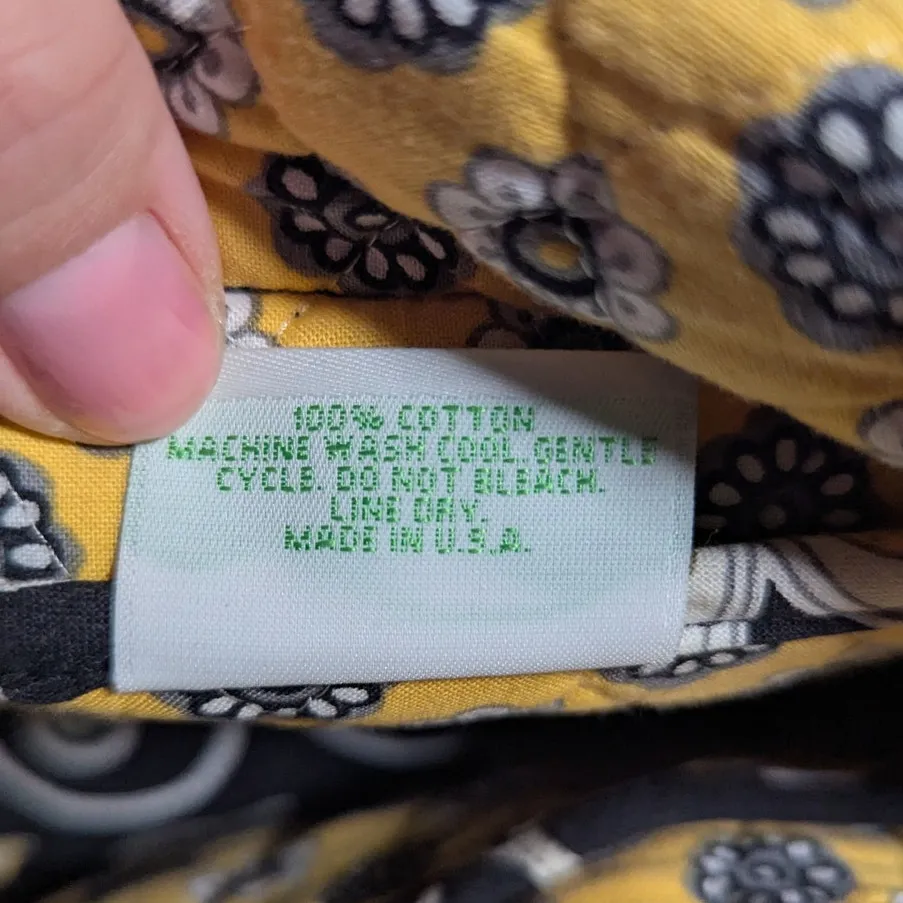 100% COTTON
MACHINE WASH COOL. GENTLE
CYCLE. DO NOT BLEACH.
LINE DRY.
MADE IN U.S.A.